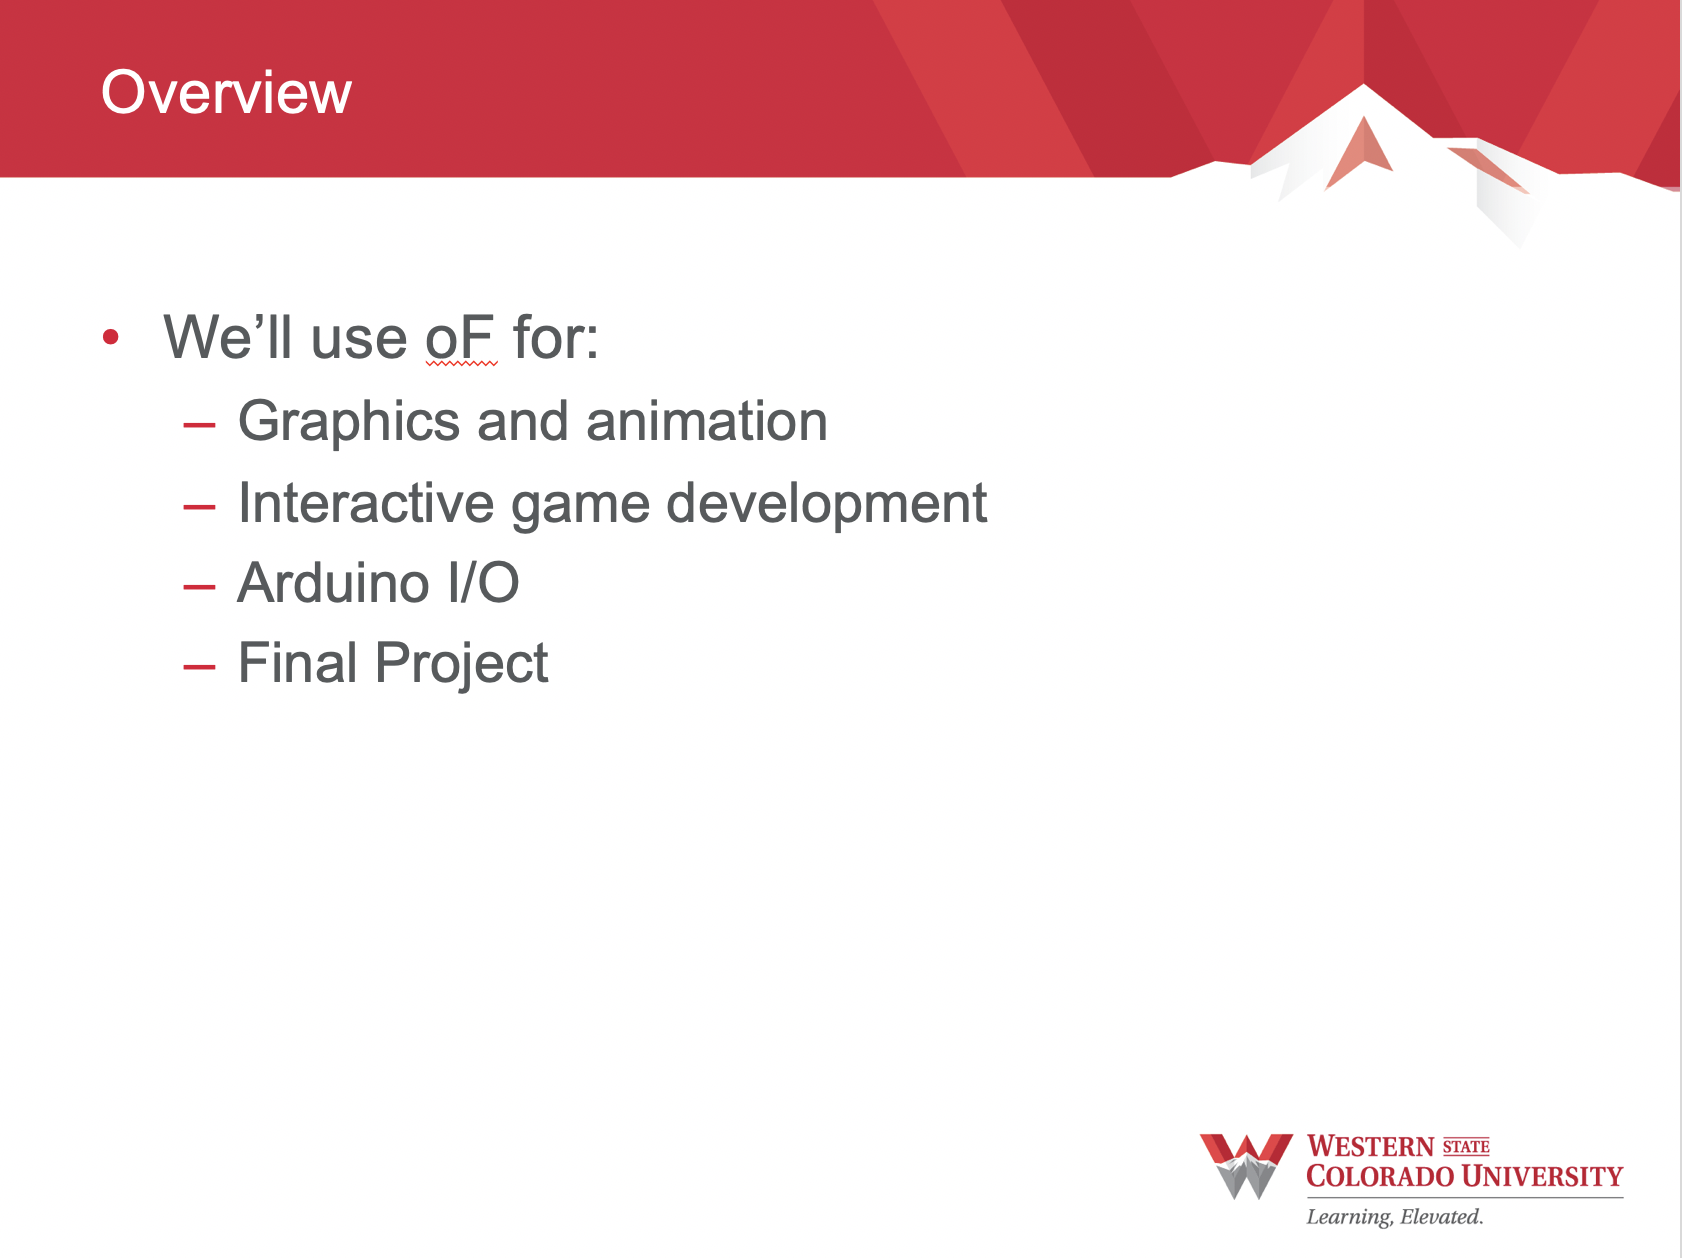 Overview
• We’ll use oF for:
– Graphics and animation
– Interactive game development
– Arduino I/O
– Final Project
WESTERN STATE
COLORADO UNIVERSITY
Learning, Elevated.